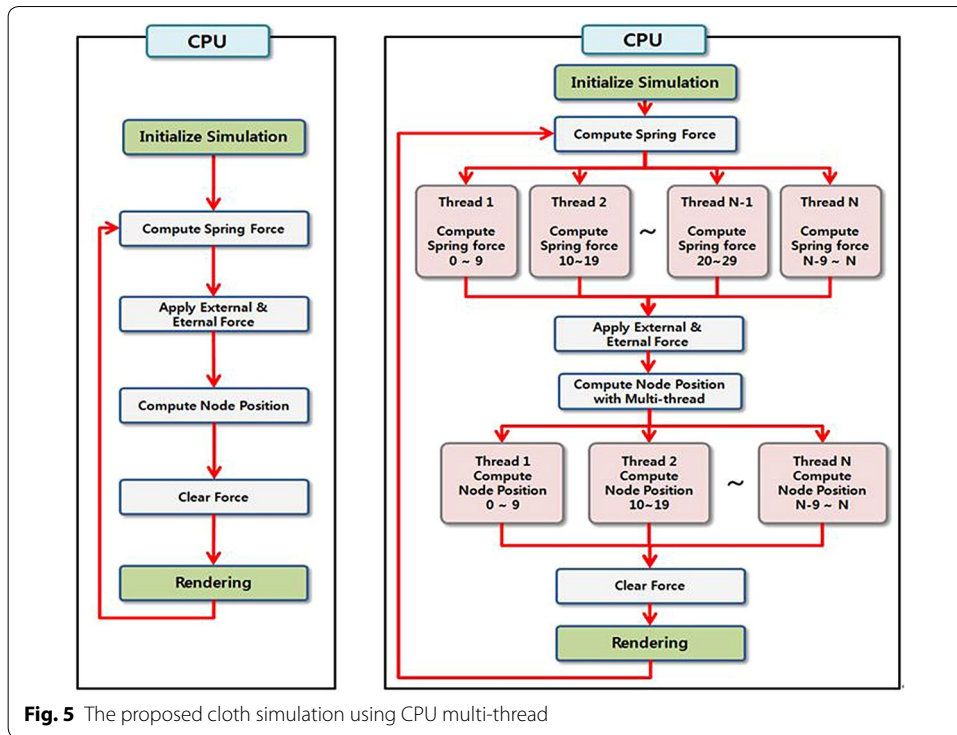 CPU
Initialize Simulation
Compute Spring Force
Apply External &
Eternal Force
Compute Node Position
Clear Force
Rendering
CPU
Initialize Simulation
Compute Spring Force
Thread 1
Compute
Spring force
0 ~ 9
Thread 2
Compute
Spring force
10~19
~
Thread N-1
Compute
Spring force
20~29
Thread N
Compute
Spring force
N-9 ~ N
Apply External &
Eternal Force
Compute Node Position
with Multi-thread
Thread 1
Compute
Node Position
0 ~ 9
Thread 2
Compute
Node Position
10~19
~
Thread N
Compute
Node Position
N-9 ~ N
Clear Force
Rendering
Fig. 5 The proposed cloth simulation using CPU multi-thread